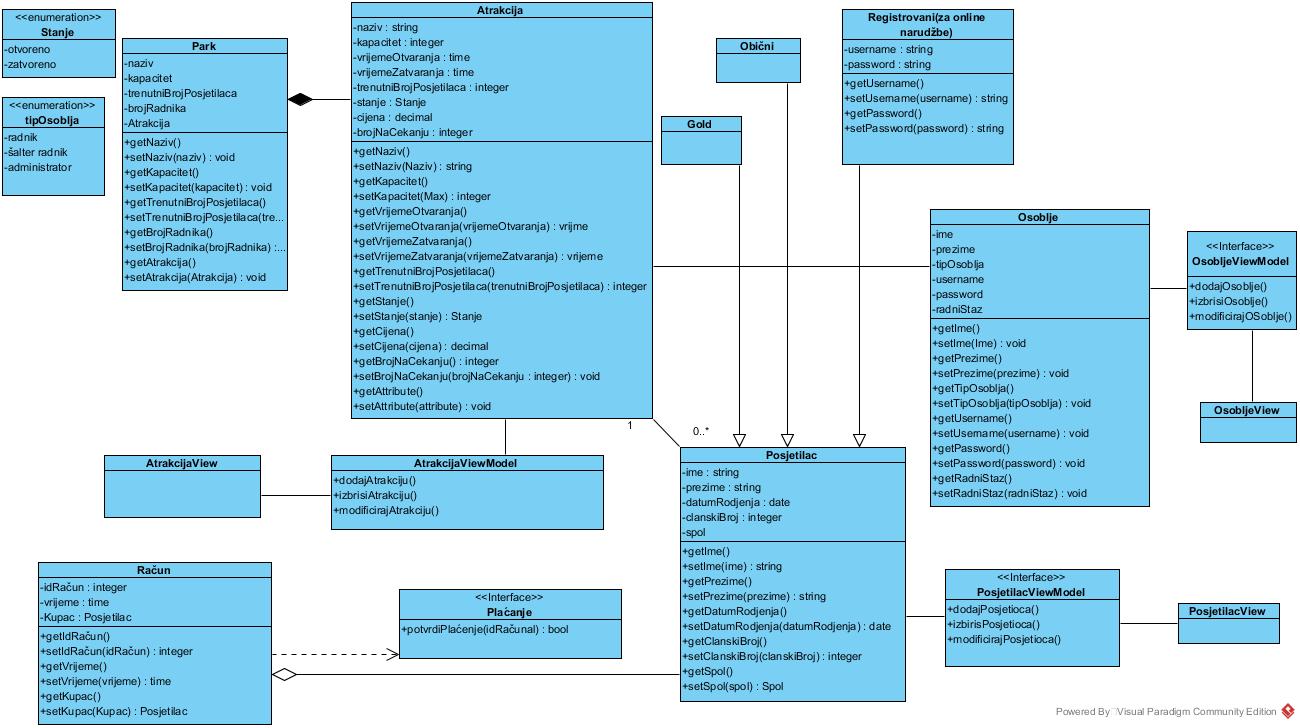 <<enumeration>>
Stanje
-otvoreno
-zatvoreno
<<enumeration>>
tipOsoblja
-radnik
-šalter radnik
-administrator
Park
-naziv
-kapacitet
-trenutniBrojPosjetilaca
-brojRadnika
-Atrakcija
+getNaziv()
+setNaziv(naziv) : void
+getKapacitet()
+setKapacitet(kapacitet) : void
+getTrenutniBrojPosjetilaca()
+setTrenutniBrojPosjetilaca(tre...
+getBrojRadnika()
+setBrojRadnika(brojRadnika) :...
+getAtrakcija()
+setAtrakcija(Atrakcija) : void
Atrakcija
-naziv : string
-kapacitet : integer
-vrijemeOtvaranja : time
-vrijemeZatvaranja : time
-trenutniBrojPosjetilaca : integer
-stanje : Stanje
-cijena : decimal
-brojNaCekanju : integer
+getNaziv()
+setNaziv(Naziv) : string
+getKapacitet()
+setKapacitet(Max) : integer
+getVrijemeOtvaranja()
+setVrijemeOtvaranja(vrijemeOtvaranja) : vrijme
+getVrijemeZatvaranja()
+setVrijemeZatvaranja(vrijemeZatvaranja) : vrijeme
+getTrenutniBrojPosjetilaca()
+setTrenutniBrojPosjetilaca(trenutniBrojPosjetilaca) : integer
+getStanje()
+setStanje(stanje) : Stanje
+getCijena()
+setCijena(cijena) : decimal
+getBrojNaCekanju() : integer
+setBrojNaCekanju(brojNaCekanju : integer) : void
+getAttribute()
+setAttribute(attribute) : void
Gold
Obični
Registrovani(za online
narudžbe)
-username : string
-password : string
+getUsername()
+setUsername(username) : string
+getPassword()
+setPassword(password) : string
Osoblje
-ime
-prezime
-tipOsoblja
-username
-password
-radniStaz
+getIme()
+setIme(Ime) : void
+getPrezime()
+setPrezime(prezime) : void
+getTipOsoblja()
+setTipOsoblja(tipOsoblja) : void
+getUsername()
+setUsername(username) : void
+getPassword()
+setPassword(password) : void
+getRadniStaz()
+setRadniStaz(radniStaz) : void
<<Interface>>
OsobljeViewModel
+dodajOsoblje()
+izbrisiOsoblje()
+modificirajOSoblje()
OsobljeView
1
0..*
AtrakcijaView
AtrakcijaViewModel
+dodajAtrakciju()
+izbrisiAtrakciju()
+modificirajAtrakciju()
Posjetilac
-ime : string
-prezime : string
-datumRodjenja : date
-clanskiBroj : integer
-spol
+getIme()
+setIme(ime) : string
+getPrezime()
+setPrezime(prezime) : string
+getDatumRodjenja()
+setDatumRodjenja(datumRodjenja) : date
+getClanskiBroj()
+setClanskiBroj(clanskiBroj) : integer
+getSpol()
+setSpol(spol) : Spol
Račun
-idRačun : integer
-vrijeme : time
-Kupac : Posjetilac
+getIdRačun()
+setIdRačun(idRačun) : integer
+getVrijeme()
+setVrijeme(vrijeme) : time
+getKupac()
+setKupac(Kupac) : Posjetilac
<<Interface>>
Plaćanje
+potvrdiPlaćenje(idRačunal) : bool
<<Interface>>
PosjetilacViewModel
+dodajPosjetioca()
+izbirisPosjetioca()
+modificirajPosjetioca()
PosjetilacView
Powered By Visual Paradigm Community Edition